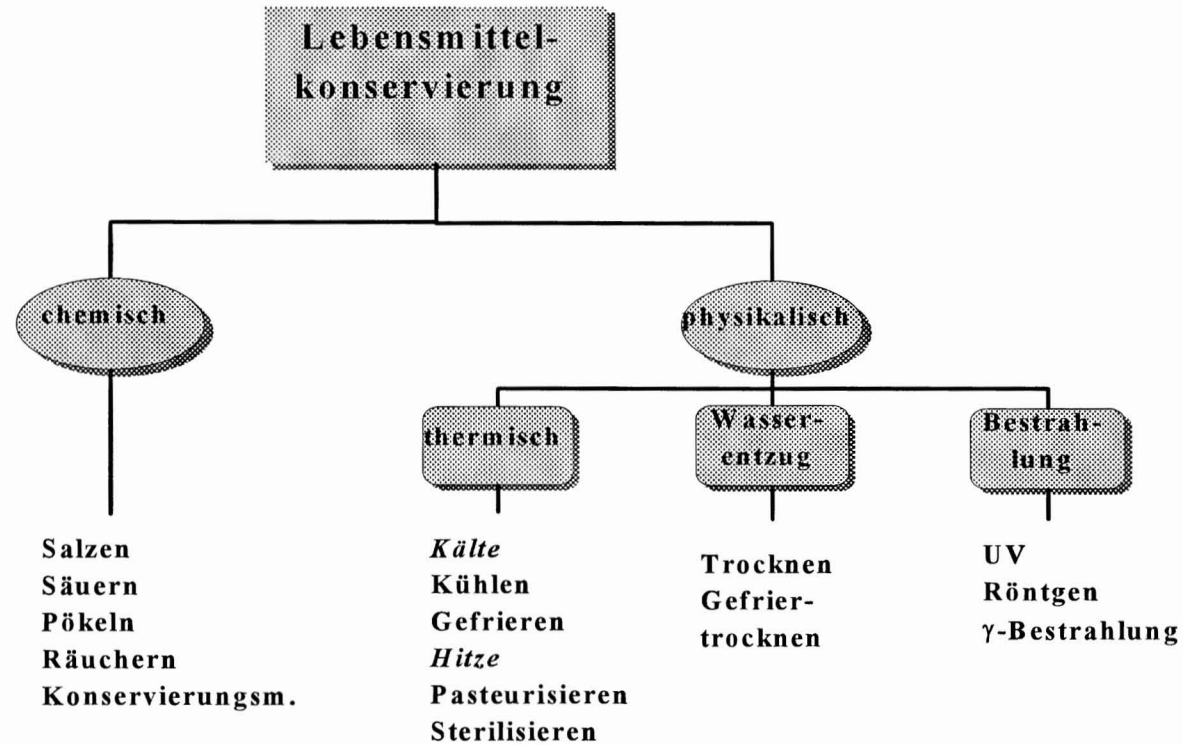 Lebensmittel-
konservierung
chemisch
physikalisch
thermisch
Wasser-
entzug
Bestrah-
lung
Salzen
Säuern
Pökeln
Räuchern
Konservierungsm.
Kälte
Kühlen
Gefrieren
Hitze
Pasteurisieren
Sterilisieren
Trocknen
Gefrier-
trocknen
UV
Röntgen
γ-Bestrahlung